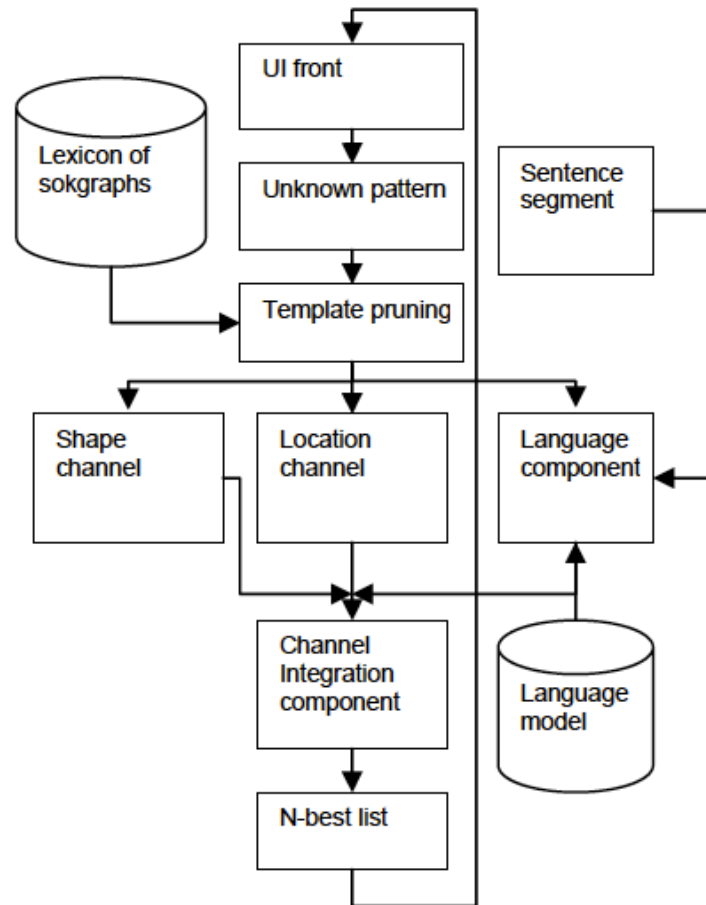 UI front
Lexicon of
sokgraphs
Unknown pattern
Sentence
segment
Template pruning
Shape
channel
Location
channel
Language
component
Channel
Integration
component
Language
model
N-best list